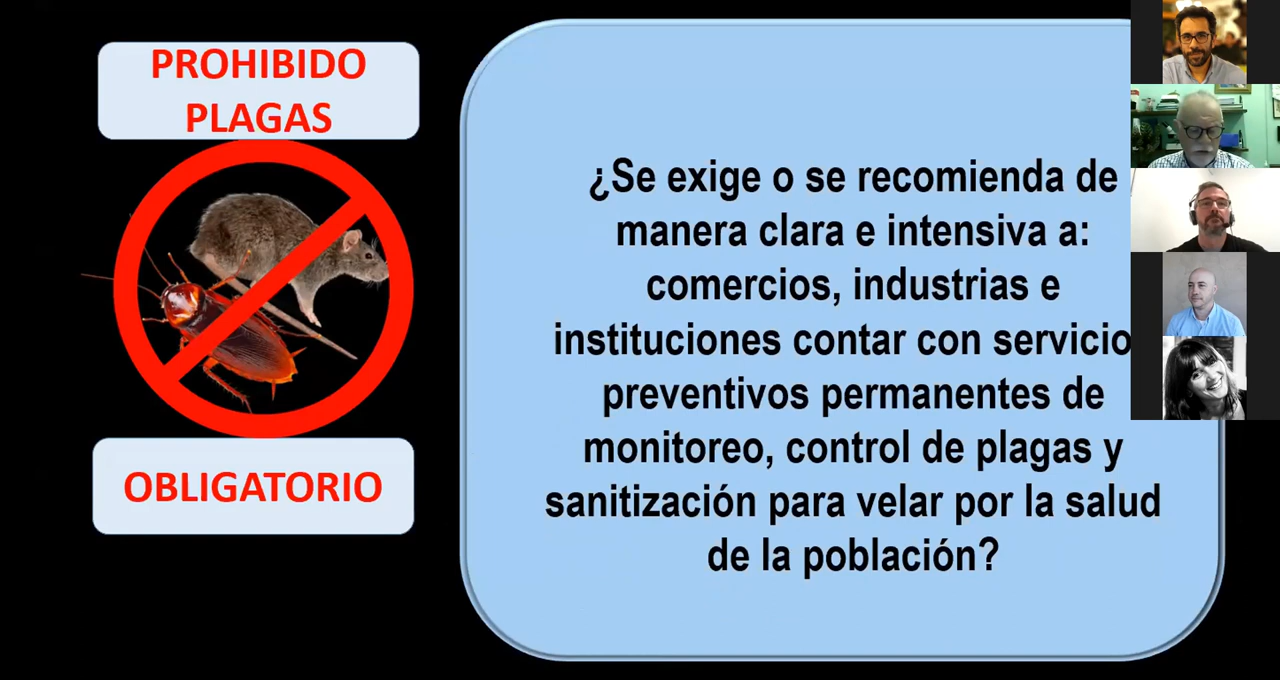 PROHIBIDO
PLAGAS
OBLIGATORIO
¿Se exige o se recomienda de
manera clara e intensiva a:
comercios, industrias e
instituciones contar con servicio
preventivos permanentes de
monitoreo, control de plagas y
sanitización para velar por la salud
de la población?